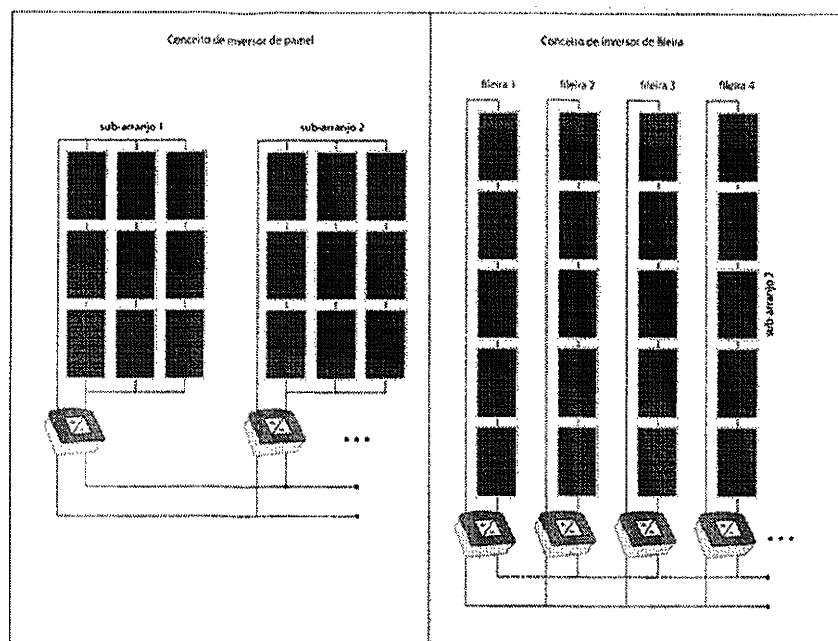 Conceito de inversor de painel
sub-arranjo 1
sub-arranjo 2
Conceito de inversor de fileira
fileira 1
fileira 2
fileira 3
fileira 4
sub-arranjo 2